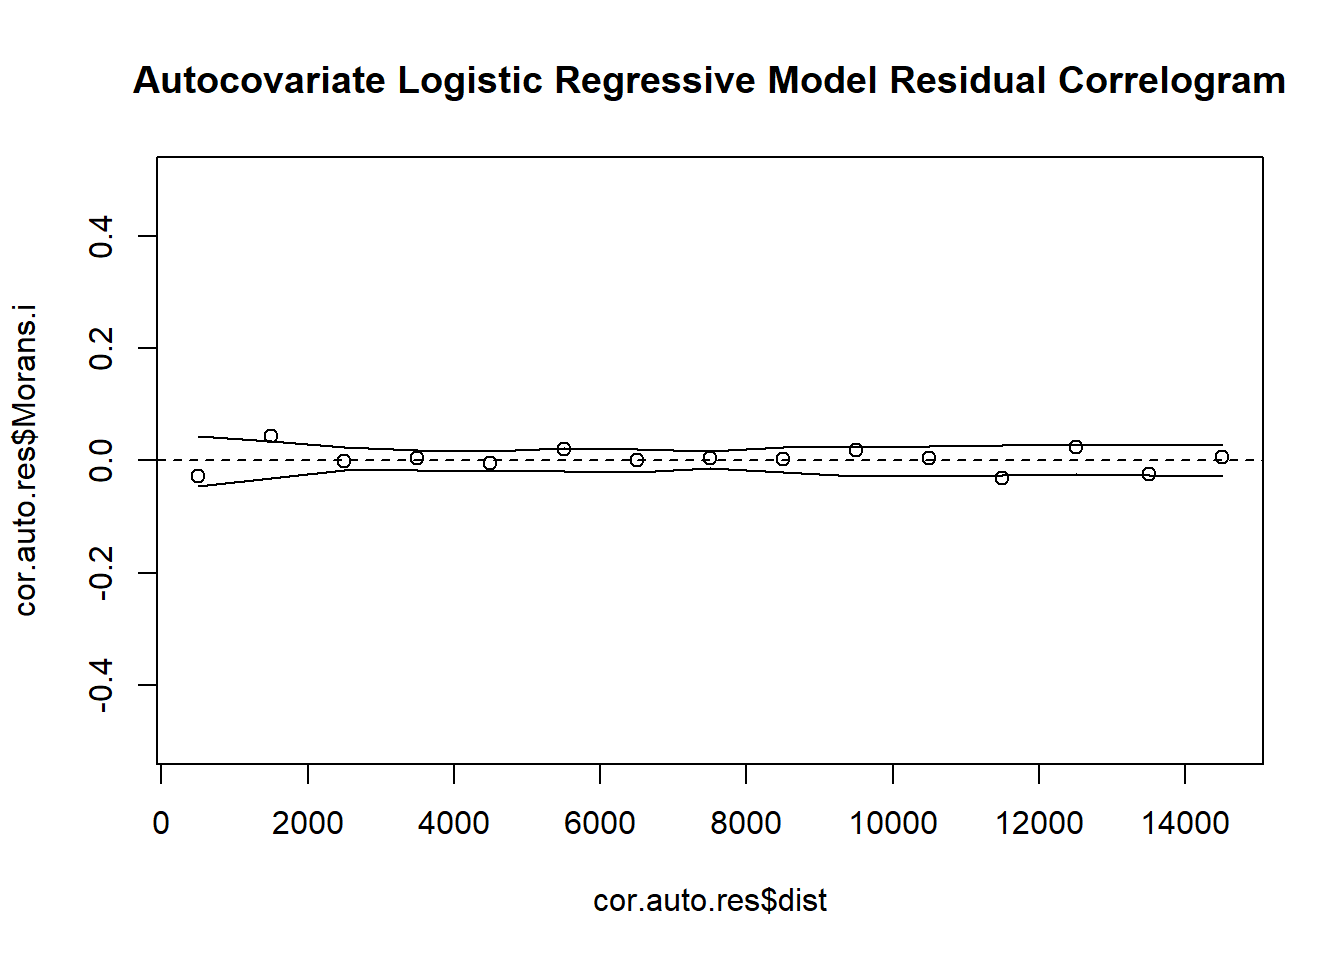 Autocovariate Logistic Regressive Model Residual Correlogram
cor.auto.res$Morans.i
0.4
0.2
0.0
-0.2
-0.4
0 2000 4000 6000 8000 10000 12000 14000
cor.auto.res$dist